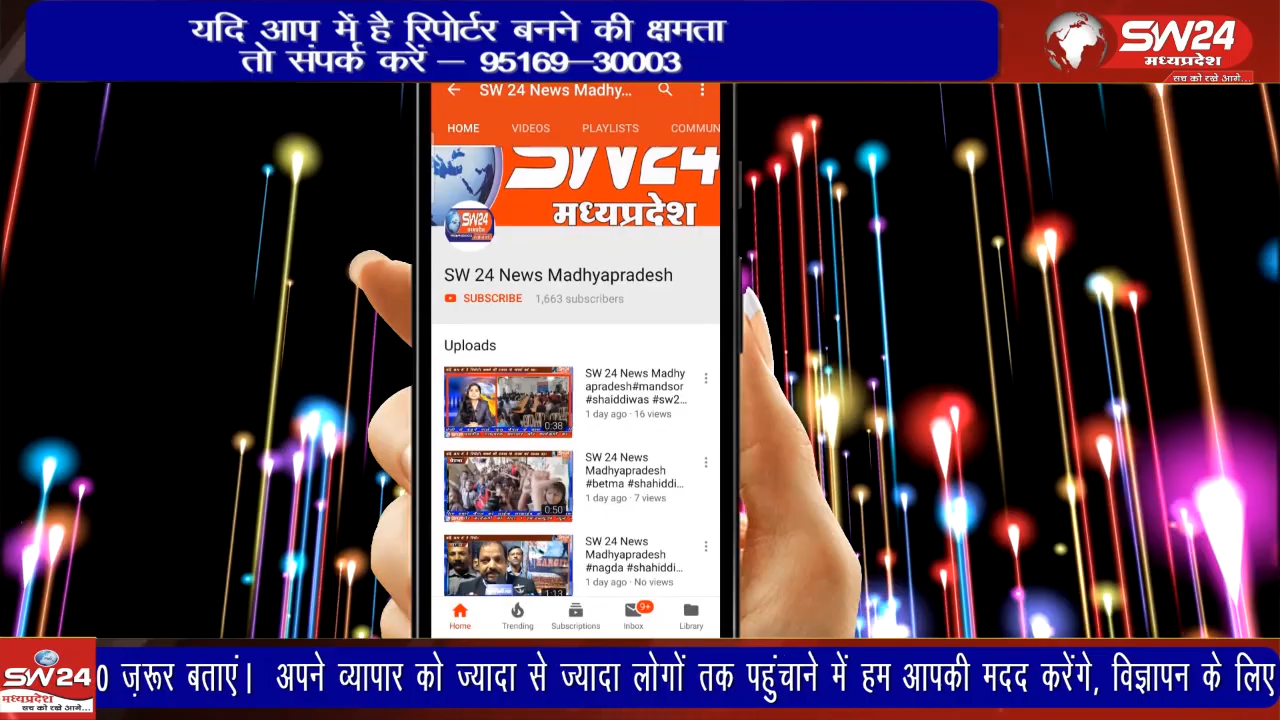 यदि आप में है रिपोर्टर बनने की क्षमता
तो संपर्क करें – 95169–30003
SW24
मध्यप्रदेश
सच को रखे आगे...
SW 24 News Madhy...
HOME VIDEOS PLAYLISTS COMMUN
SW24
मध्यप्रदेश
SW24
SW 24 News Madhyapradesh
SUBSCRIBE 1,663 subscribers
Uploads
SW 24 News Madhy
apradesh#mandsor
#shaiddiwas #sw2...
1 day ago · 16 views
0:38
SW 24 News
Madhyapradesh
#betma #shahiddi...
1 day ago · 7 views
0:50
SW 24 News
Madhyapradesh
#nagda #shahiddi...
1 day ago · No views
1:13
9+
Home Trending Subscriptions Inbox Library
SW24
मध्यप्रदेश
सच को रखे आगे...
0 ज़रूर बताएं। अपने व्यापार को ज्यादा से ज्यादा लोगों तक पहुंचाने में हम आपकी मदद करेंगे, विज्ञापन के लिए